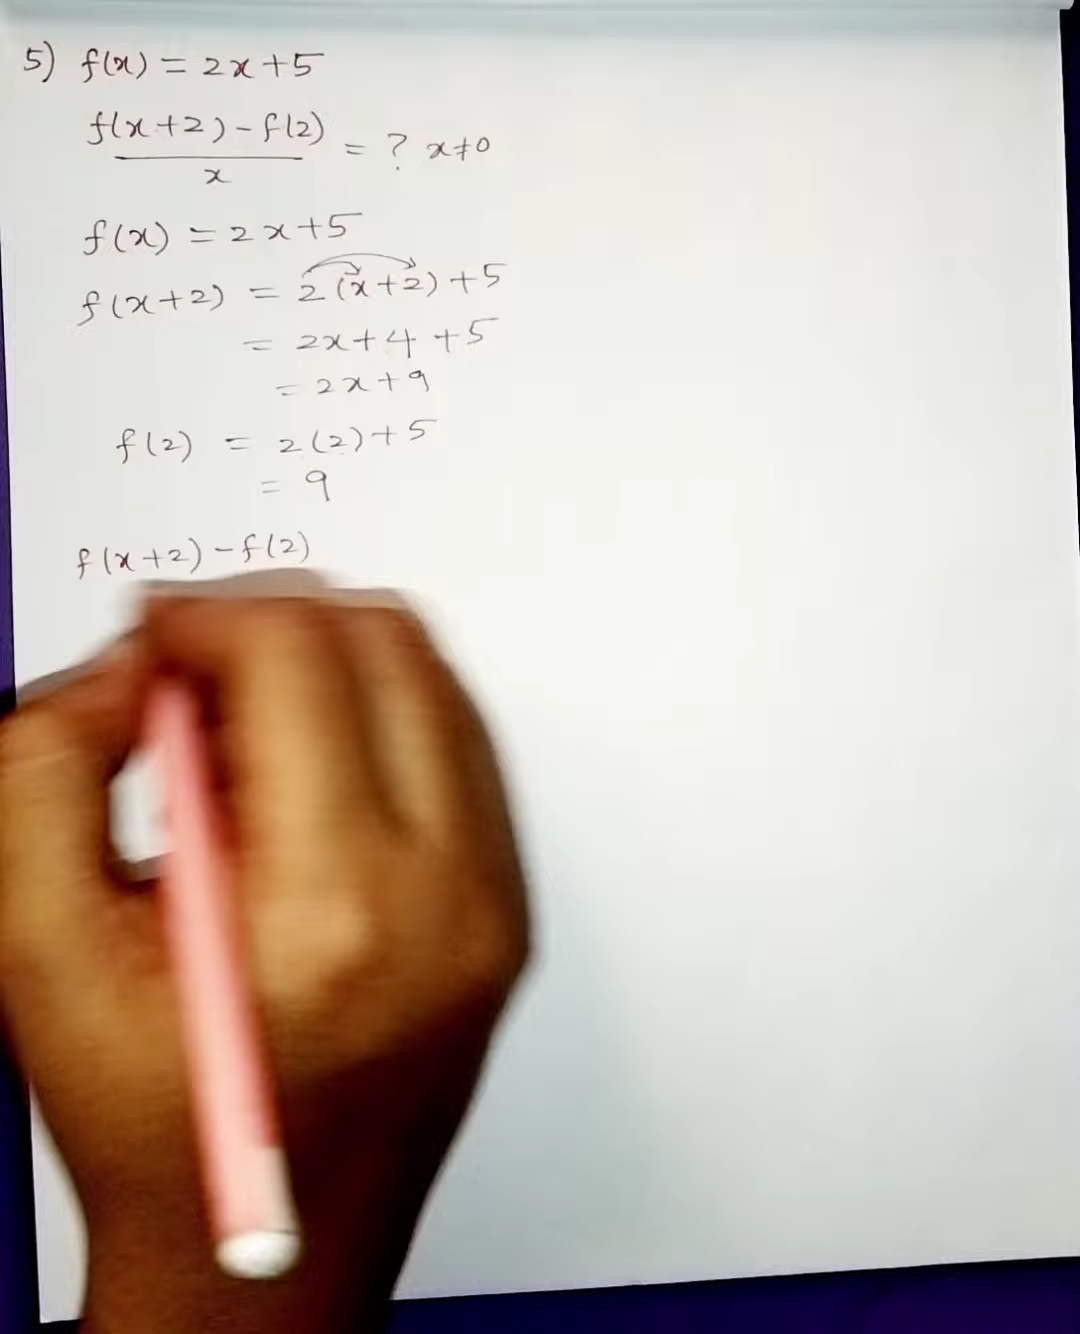 5) f(x) = 2x+5
f(x+2) - f(2)
x
= ? x≠0
f(x) = 2x+5
f(x+2) = 2(x+2)+5
= 2x+4+5
= 2x+9
f(2) = 2(2)+5
= 9
f(x+2) - f(2)